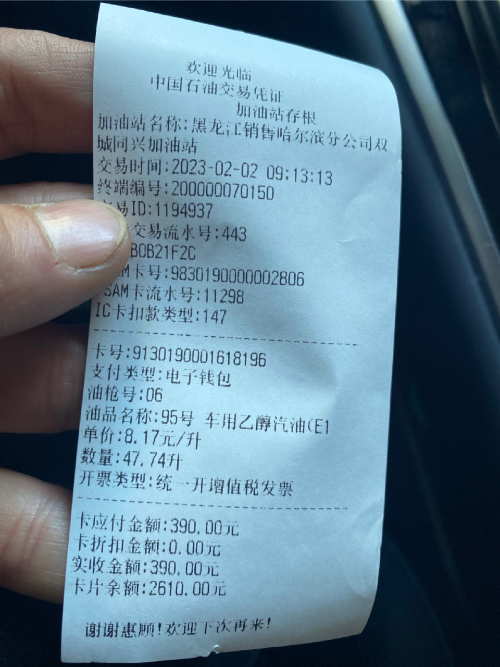 欢迎光临
中国石油交易凭证
加油站存根
加油站名称:黑龙江销售哈尔滨分公司双
城同兴加油站
交易时间:2023-02-02 09:13:13
终端编号:200000070150
易ID:1194937
交易流水号:443
B0B21F2C
卡号:9830190000002806
SAM卡流水号:11298
IC卡扣款类型:147
卡号:9130190001618196
支付类型:电子钱包
油枪号:06
油品名称:95号 车用乙醇汽油(E1
单价:8.17元/升
数量:47.74升
开票类型:统一开增值税发票
卡应付金额:390.00元
卡折扣金额:0.00元
实收金额:390.00元
卡片余额:2610.00元
谢谢惠顾!欢迎下次再来!